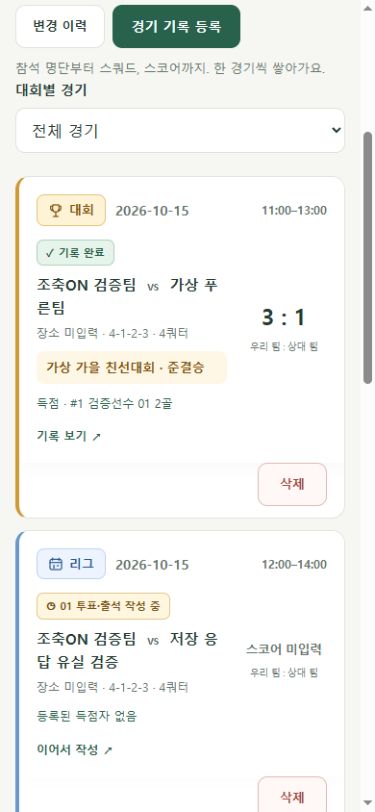 변경 이력
경기 기록 등록
참석 명단부터 스쿼드, 스코어까지. 한 경기씩 쌓아가요.
대회별 경기
전체 경기
대회 2026-10-15 11:00–13:00
✓ 기록 완료
조축ON 검증팀 vs 가상 푸
른팀
3 : 1
우리 팀 : 상대 팀
장소 미입력 · 4-1-2-3 · 4쿼터
가상 가을 친선대회 · 준결승
득점 · #1 검증선수 01 2골
기록 보기 ↗
삭제
리그 2026-10-15 12:00–14:00
01 투표·출석 작성 중
조축ON 검증팀 vs 저장 응
답 유실 검증
스코어 미입력
우리 팀 : 상대 팀
장소 미입력 · 4-1-2-3 · 4쿼터
등록된 득점자 없음
이어서 작성 ↗
삭제